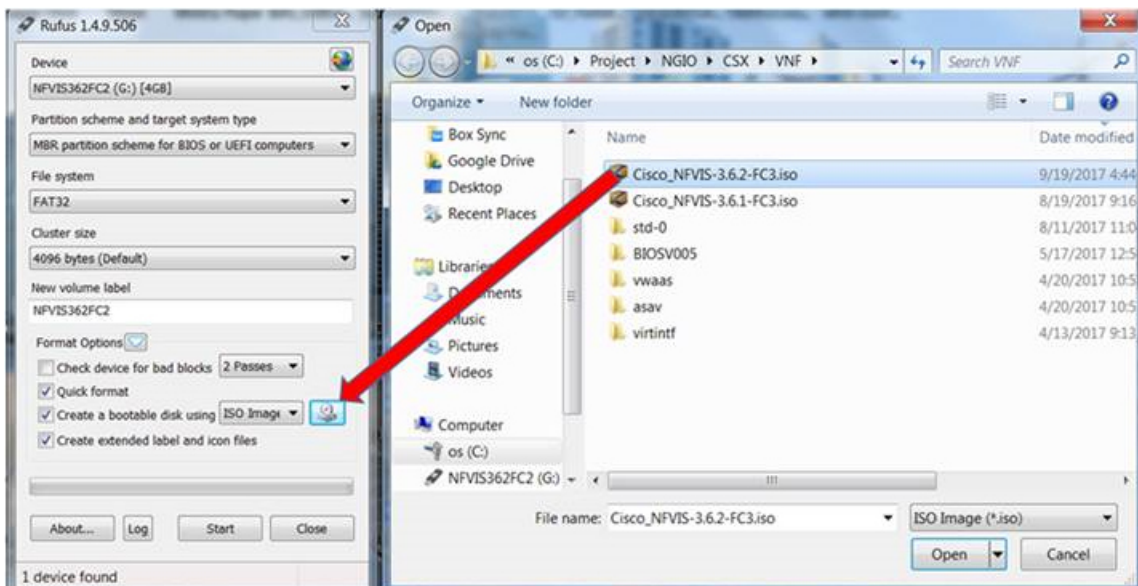 Rufus 1.4.9.506
Device
NFVIS362FC2 (G:) [4GB]
Partition scheme and target system type
MBR partition scheme for BIOS or UEFI computers
File system
FAT32
Cluster size
4096 bytes (Default)
New volume label
NFVIS362FC2
Format Options
Check device for bad blocks 2 Passes
Quick format
Create a bootable disk using ISO Image
Create extended label and icon files
About... Log Start Close
1 device found
Open
« os (C:) ▸ Project ▸ NGIO ▸ CSX ▸ VNF ▸ Search VNF
Organize New folder
Box Sync
Google Drive
Desktop
Recent Places
Libraries
Music
Pictures
Videos
Computer
os (C:)
NFVIS362FC2 (G:)
Name Date modified
Cisco_NFVIS-3.6.2-FC3.iso 9/19/2017 4:44
Cisco_NFVIS-3.6.1-FC3.iso 8/19/2017 9:16
std-0 8/11/2017 11:0
BIOSV005 5/17/2017 12:5
vwaas 4/20/2017 10:5
asav 4/20/2017 10:5
virtintf 4/13/2017 9:13
File name: Cisco_NFVIS-3.6.2-FC3.iso ISO Image (*.iso)
Open Cancel